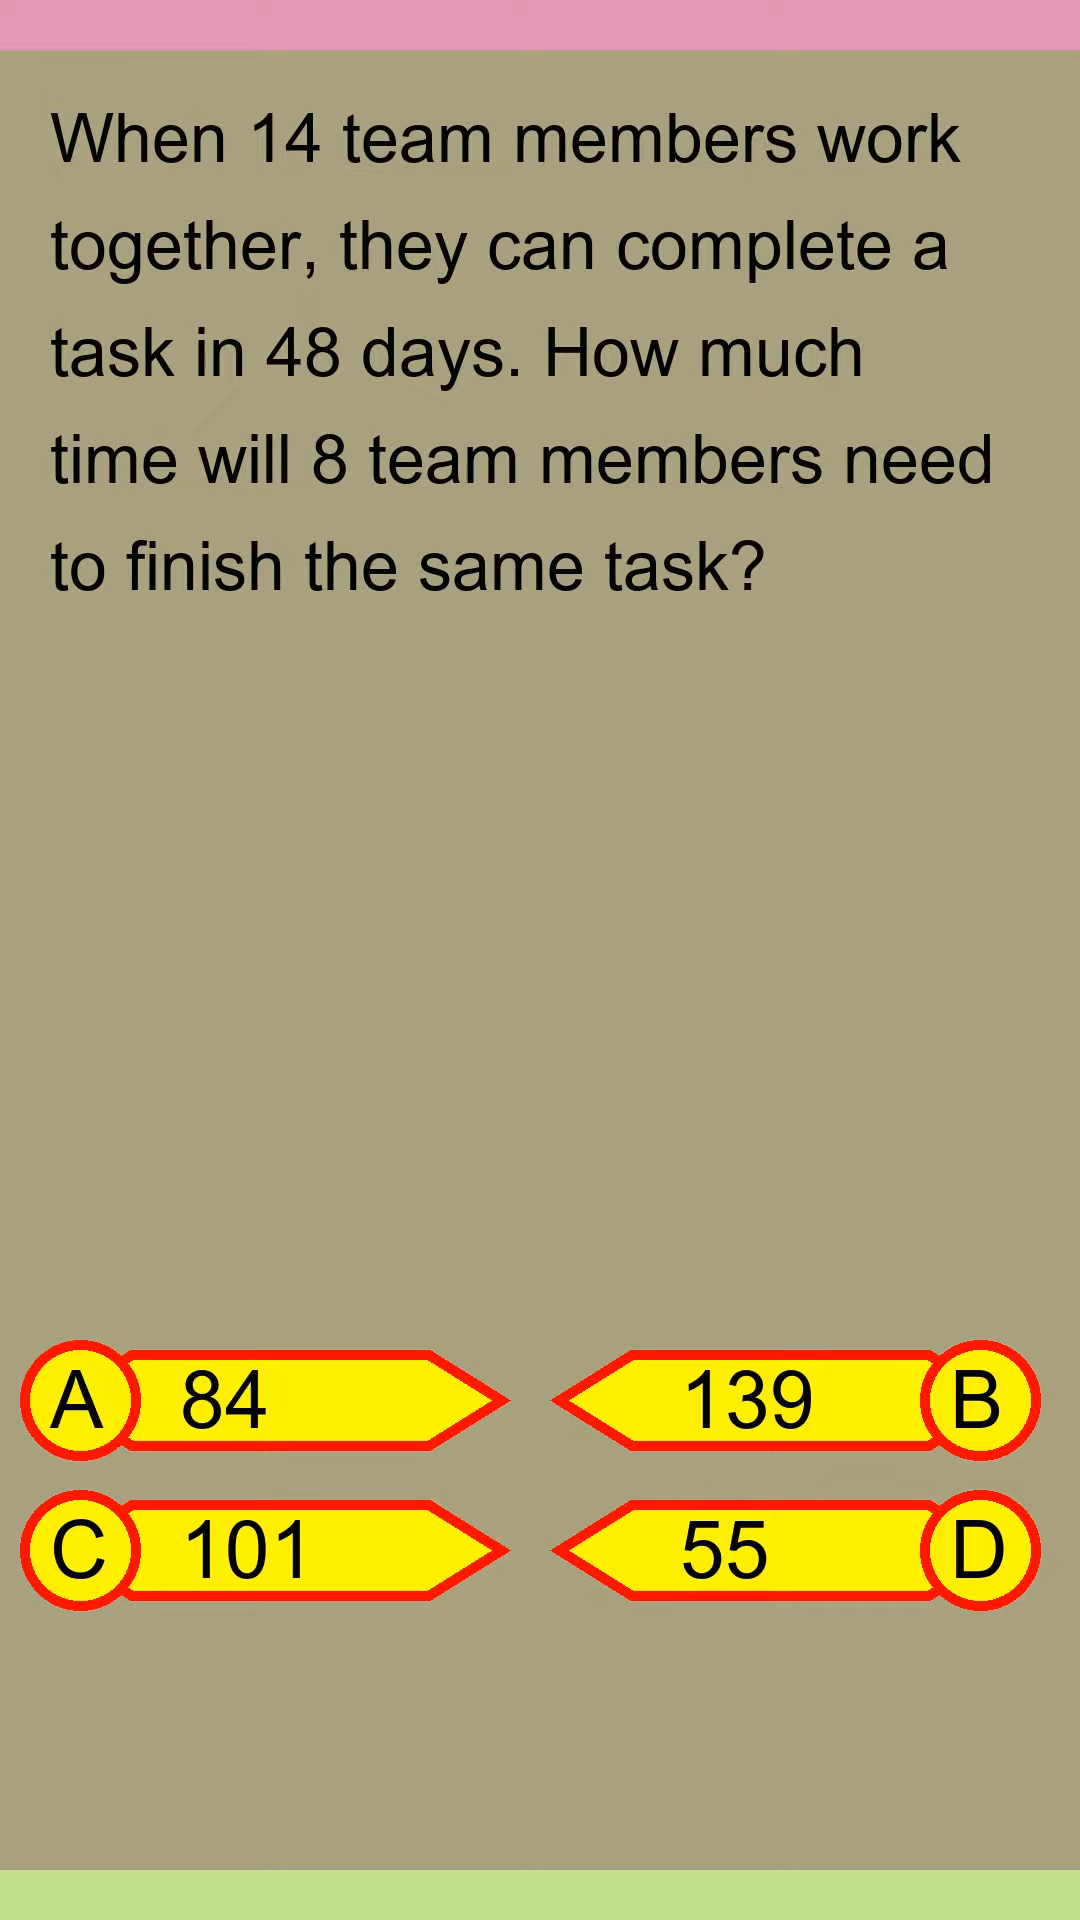 When 14 team members work
together, they can complete a
task in 48 days. How much
time will 8 team members need
to finish the same task?
A 84
139 B
C 101
55 D